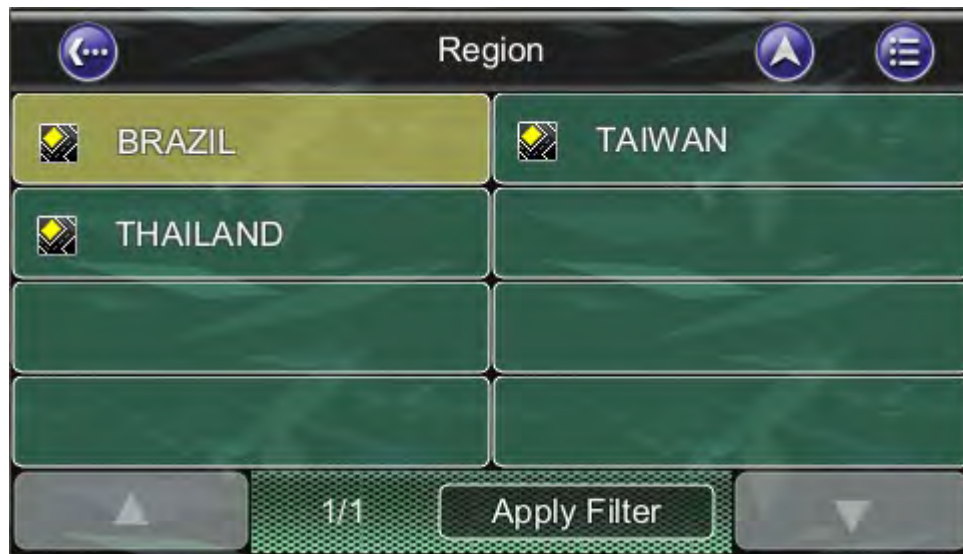 Region
BRAZIL
TAIWAN
THAILAND
1/1
Apply Filter